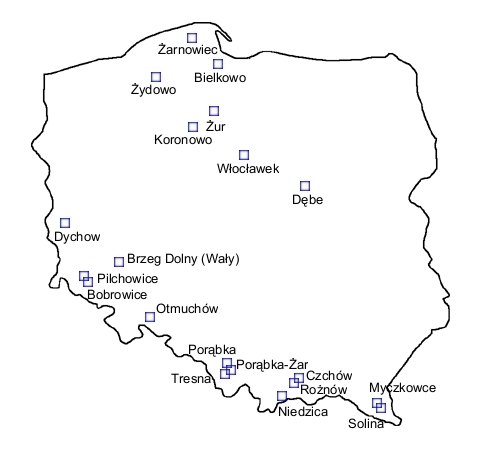 Żarnowiec
Bielkowo
Żydowo
Żur
Koronowo
Włocławek
Dębe
Dychow
Brzeg Dolny (Wały)
Pilchowice
Bobrowice
Otmuchów
Porąbka
Porąbka-Żar
Tresna
Czchów
Rożnów
Myczkowce
Niedzica
Solina